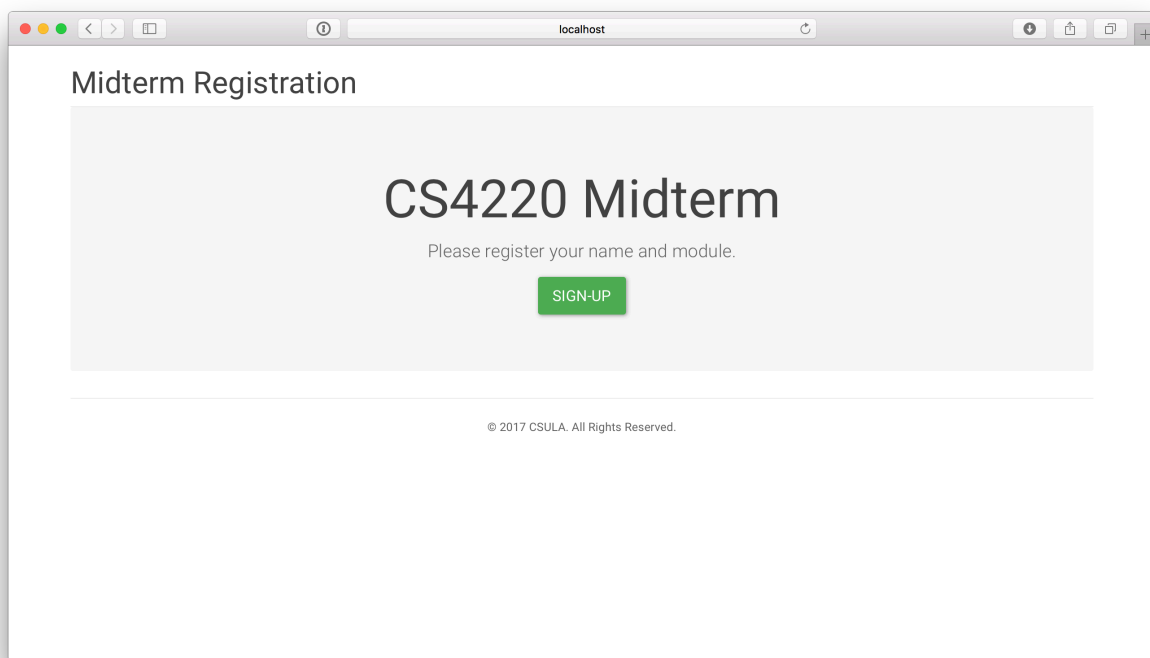 localhost
Midterm Registration
CS4220 Midterm
Please register your name and module.
SIGN-UP
© 2017 CSULA. All Rights Reserved.